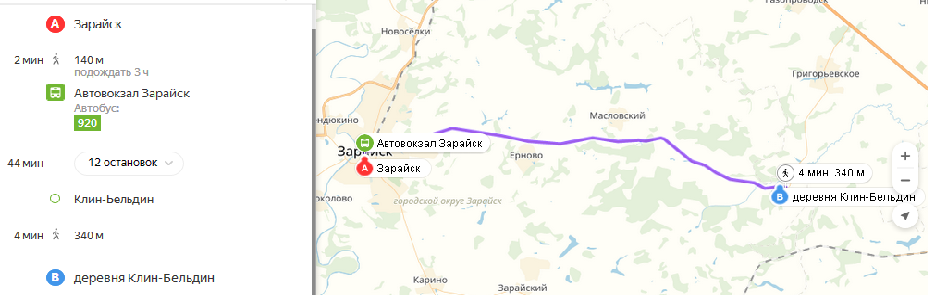 A Зарайск
2 мин 140 м
подождать 3 ч
Автовокзал Зарайск
Автобус:
920
44 мин 12 остановок
Клин-Бельдин
4 мин 340 м
B деревня Клин-Бельдин
Новосёлки
Газопроводское
Григорьевское
Масловский
Автовокзал Зарайск
Ерново
A Зарайск
4 мин 340 м
B деревня Клин-Бельдин
городской округ Зарайск
Карино
Зарайский
+
−